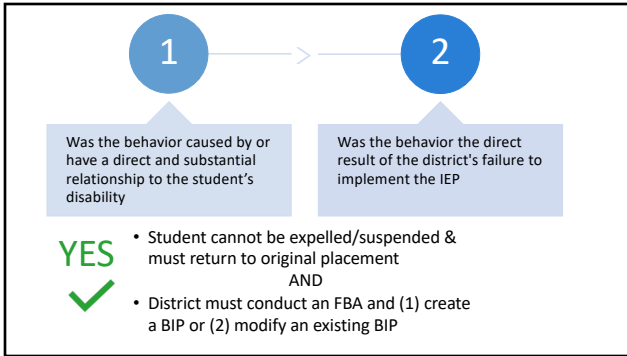 1
2
Was the behavior caused by or
have a direct and substantial
relationship to the student’s
disability
Was the behavior the direct
result of the district's failure to
implement the IEP
YES
• Student cannot be expelled/suspended &
must return to original placement
AND
• District must conduct an FBA and (1) create
a BIP or (2) modify an existing BIP